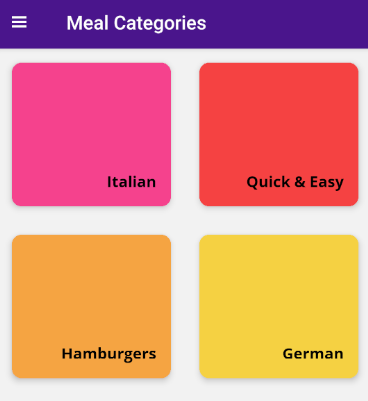 Meal Categories
Italian
Quick & Easy
Hamburgers
German